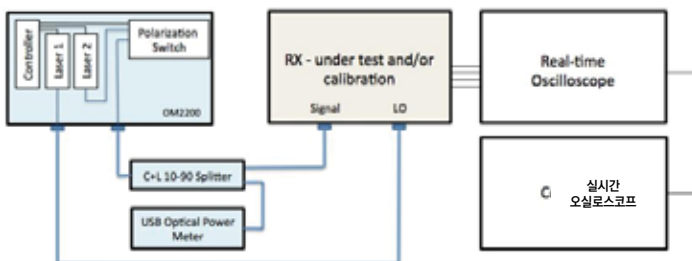 Controller
Laser 1
Laser 2
Polarization
Switch
OM2200
RX - under test and/or
calibration
Signal
LO
Real-time
Oscilloscope
C+L 10-90 Splitter
USB Optical Power
Meter
실시간
오실로스코프